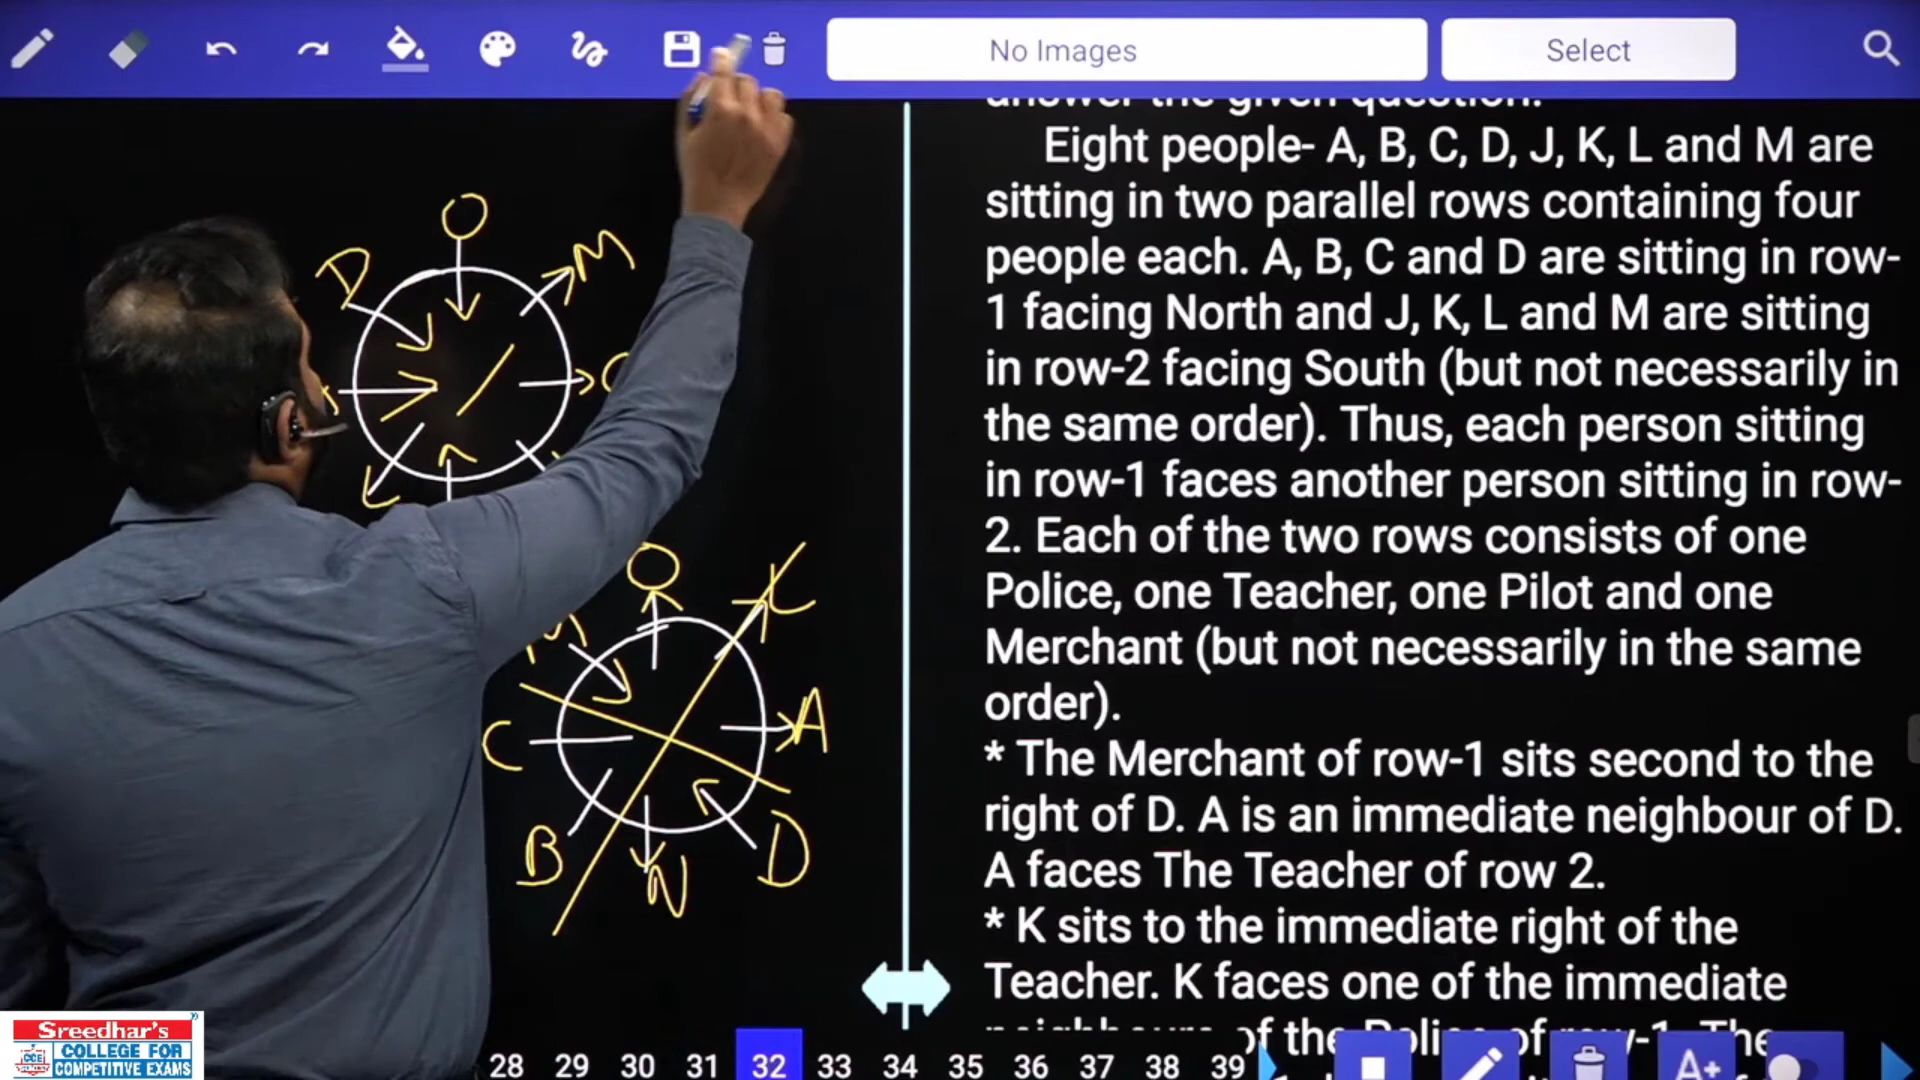 No Images
Select
Eight people- A, B, C, D, J, K, L and M are
sitting in two parallel rows containing four
people each. A, B, C and D are sitting in row-
1 facing North and J, K, L and M are sitting
in row-2 facing South (but not necessarily in
the same order). Thus, each person sitting
in row-1 faces another person sitting in row-
2. Each of the two rows consists of one
Police, one Teacher, one Pilot and one
Merchant (but not necessarily in the same
order).
* The Merchant of row-1 sits second to the
right of D. A is an immediate neighbour of D.
A faces The Teacher of row 2.
* K sits to the immediate right of the
Teacher. K faces one of the immediate
of the
The
O
D
M
O
M
A
C
B
N
D
28 29 30 31 32 33 34 35 36 37 38 39
A+
Sreedhar's
CCE
COLLEGE FOR
COMPETITIVE EXAMS